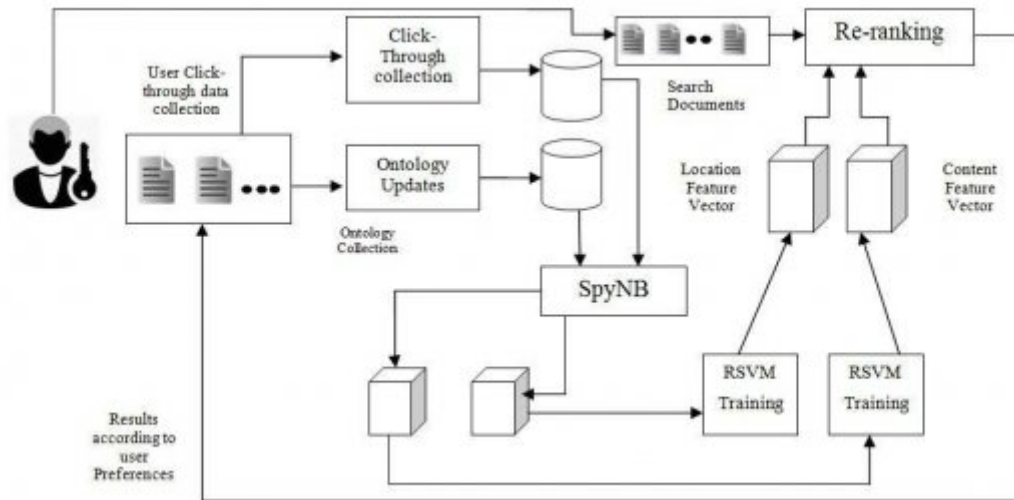 Click-
Through
collection
Re-ranking
User Click-
through data
collection
Search
Documents
Ontology
Updates
Location
Feature
Vector
Content
Feature
Vector
Ontology
Collection
SpyNB
RSVM
Training
RSVM
Training
Results
according to
user
Preferences